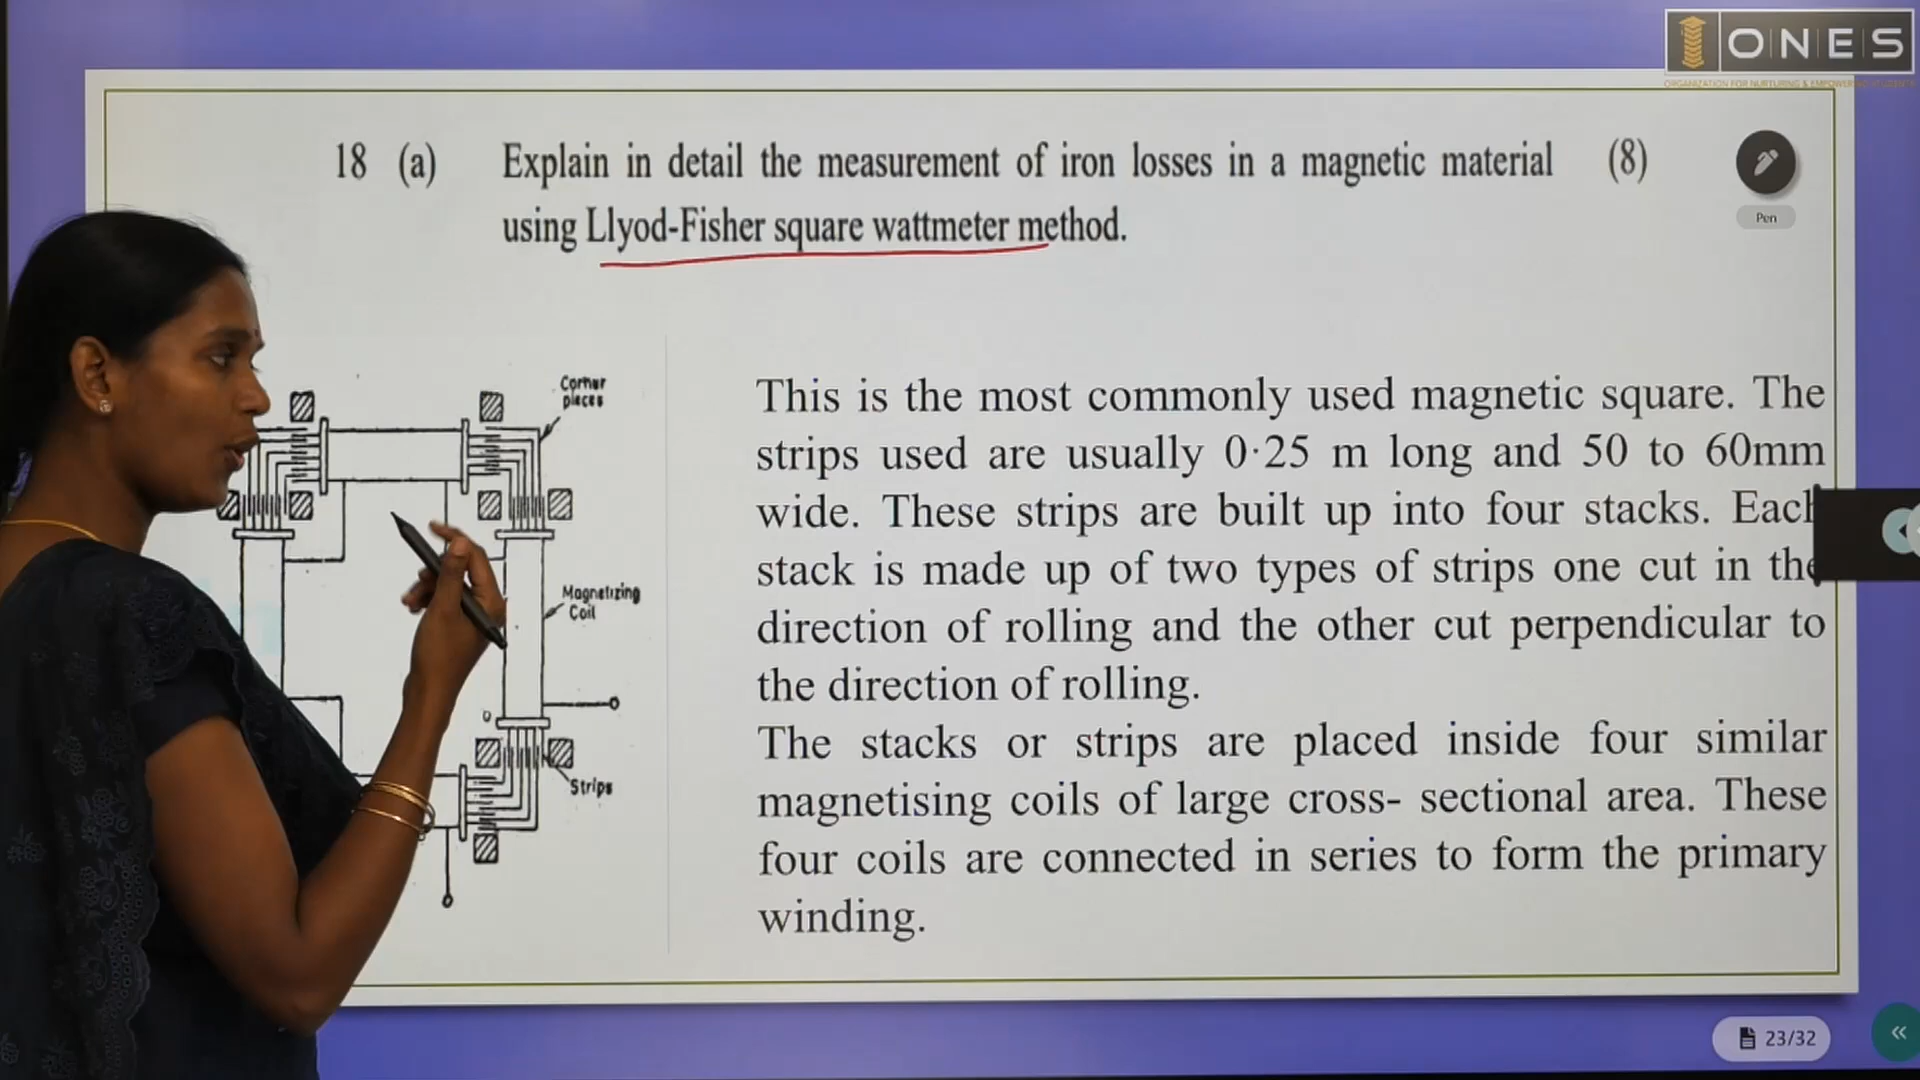 ONES
ORGANIZATION FOR NURTURING & EMPOWERING
18 (a) Explain in detail the measurement of iron losses in a magnetic material (8)
using Llyod-Fisher square wattmeter method.
Pen
Corner
pieces
Magnetizing
Coil
Strips
This is the most commonly used magnetic square. The
strips used are usually 0·25 m long and 50 to 60mm
wide. These strips are built up into four stacks. Each
stack is made up of two types of strips one cut in the
direction of rolling and the other cut perpendicular to
the direction of rolling.
The stacks or strips are placed inside four similar
magnetising coils of large cross- sectional area. These
four coils are connected in series to form the primary
winding.
23/32